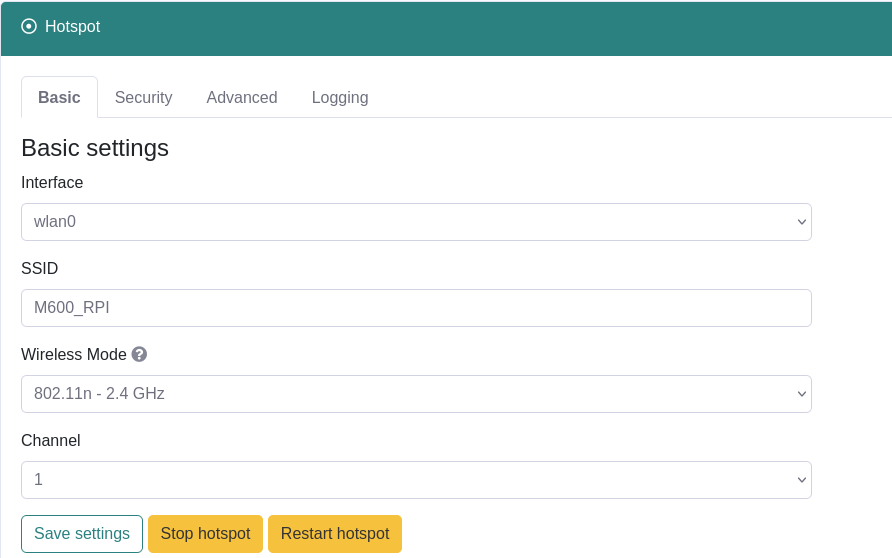 Hotspot
Basic Security Advanced Logging
Basic settings
Interface
wlan0
SSID
M600_RPI
Wireless Mode ?
802.11n - 2.4 GHz
Channel
1
Save settings Stop hotspot Restart hotspot